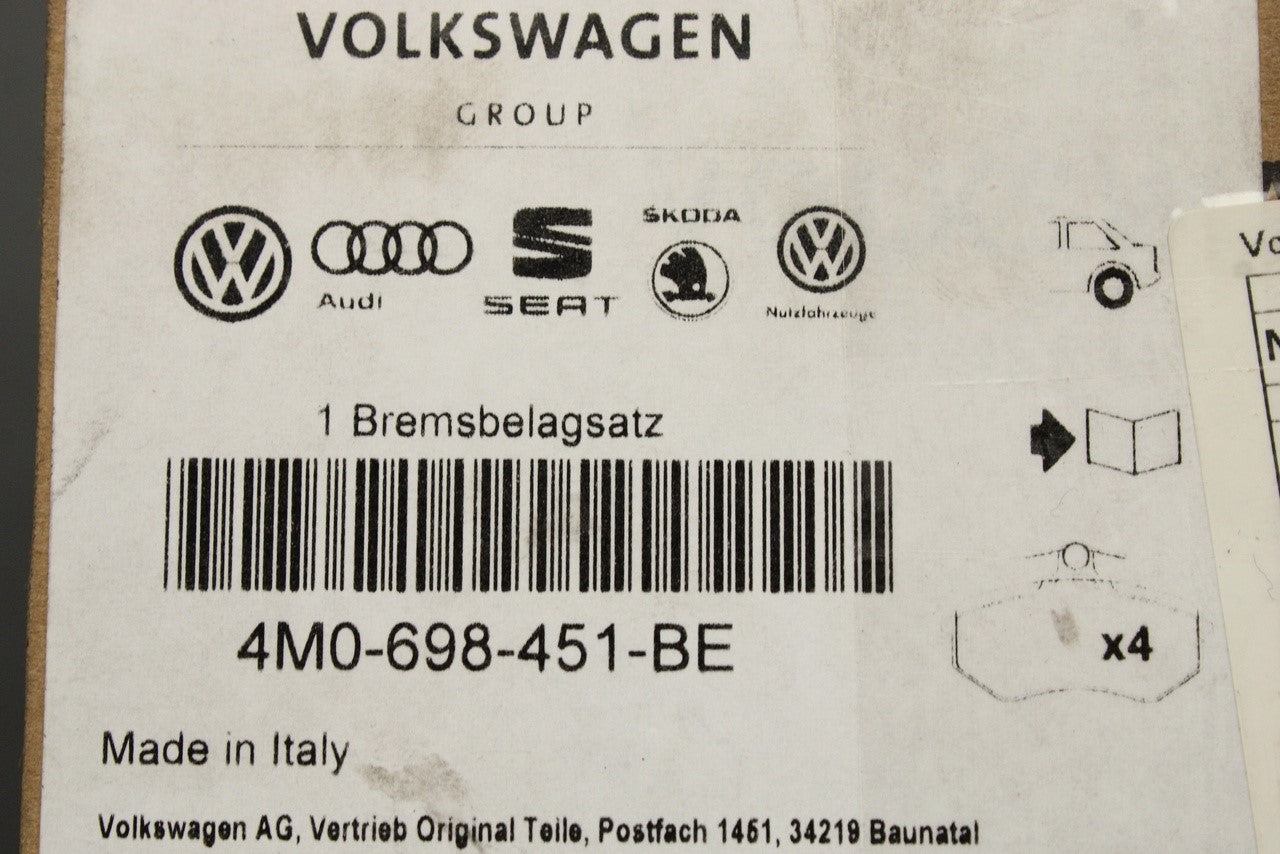 VOLKSWAGEN
GROUP
Audi
SEAT
ŠKODA
Nutzfahrzeuge
1 Bremsbelagsatz
4M0-698-451-BE
x4
Made in Italy
Volkswagen AG, Vertrieb Original Teile, Postfach 1451, 34219 Baunatal